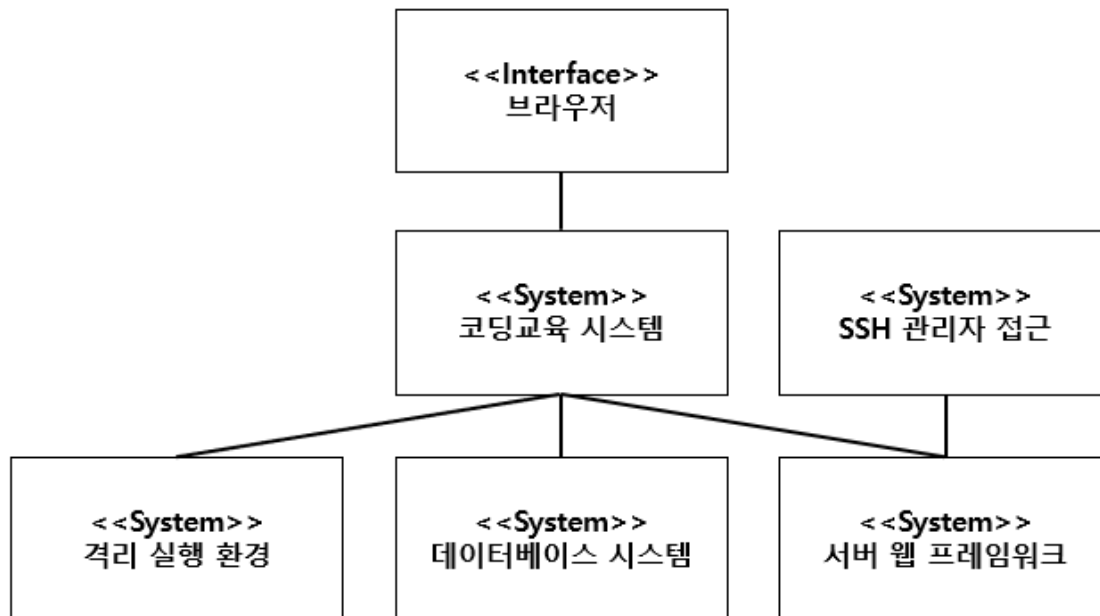 <<Interface>>
브라우저
<<System>>
코딩교육 시스템
<<System>>
SSH 관리자 접근
<<System>>
격리 실행 환경
<<System>>
데이터베이스 시스템
<<System>>
서버 웹 프레임워크